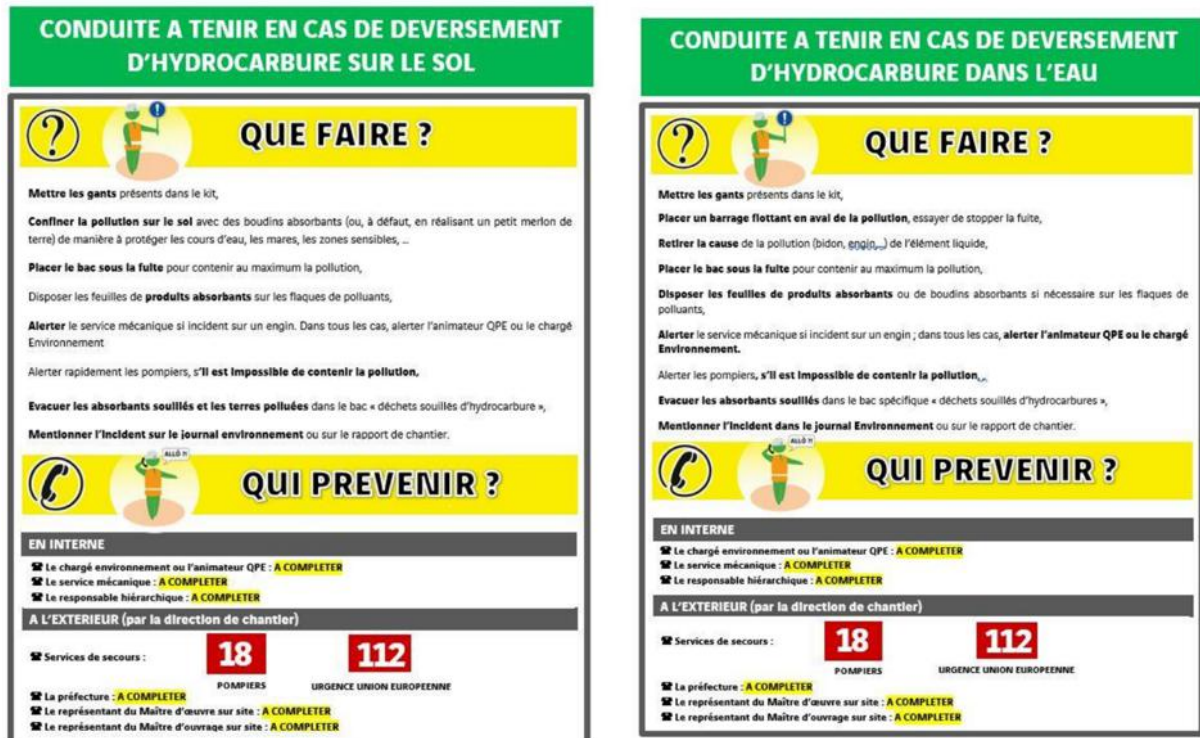 CONDUITE A TENIR EN CAS DE DEVERSEMENT
D'HYDROCARBURE SUR LE SOL
?
QUE FAIRE ?
Mettre les gants présents dans le kit,
Confiner la pollution sur le sol avec des boudins absorbants (ou, à défaut, en réalisant un petit merlon de
terre) de manière à protéger les cours d'eau, les mares, les zones sensibles, ...
Placer le bac sous la fuite pour contenir au maximum la pollution,
Disposer les feuilles de produits absorbants sur les flaques de polluants,
Alerter le service mécanique si incident sur un engin. Dans tous les cas, alerter l'animateur QPE ou le chargé
Environnement
Alerter rapidement les pompiers, s'il est impossible de contenir la pollution,
Evacuer les absorbants souillés et les terres polluées dans le bac « déchets souillés d'hydrocarbure »,
Mentionner l'incident sur le journal environnement ou sur le rapport de chantier.
ALLÔ ?!
QUI PREVENIR ?
EN INTERNE
☎ Le chargé environnement ou l'animateur QPE : A COMPLETER
☎ Le service mécanique : A COMPLETER
☎ Le responsable hiérarchique : A COMPLETER
A L'EXTERIEUR (par la direction de chantier)
☎ Services de secours : 18 112
POMPIERS URGENCE UNION EUROPEENNE
☎ La préfecture : A COMPLETER
☎ Le représentant du Maître d'œuvre sur site : A COMPLETER
☎ Le représentant du Maître d'ouvrage sur site : A COMPLETER
CONDUITE A TENIR EN CAS DE DEVERSEMENT
D'HYDROCARBURE DANS L'EAU
?
QUE FAIRE ?
Mettre les gants présents dans le kit,
Placer un barrage flottant en aval de la pollution, essayer de stopper la fuite,
Retirer la cause de la pollution (bidon, engin,..) de l'élément liquide,
Placer le bac sous la fuite pour contenir au maximum la pollution,
Disposer les feuilles de produits absorbants ou de boudins absorbants si nécessaire sur les flaques de
polluants,
Alerter le service mécanique si incident sur un engin ; dans tous les cas, alerter l'animateur QPE ou le chargé
Environnement.
Alerter les pompiers, s'il est impossible de contenir la pollution,.
Evacuer les absorbants souillés dans le bac spécifique « déchets souillés d'hydrocarbures »,
Mentionner l'incident dans le journal Environnement ou sur le rapport de chantier.
ALLÔ ?!
QUI PREVENIR ?
EN INTERNE
☎ Le chargé environnement ou l'animateur QPE : A COMPLETER
☎ Le service mécanique : A COMPLETER
☎ Le responsable hiérarchique : A COMPLETER
A L'EXTERIEUR (par la direction de chantier)
☎ Services de secours : 18 112
POMPIERS URGENCE UNION EUROPEENNE
☎ La préfecture : A COMPLETER
☎ Le représentant du Maître d'œuvre sur site : A COMPLETER
☎ Le représentant du Maître d'ouvrage sur site : A COMPLETER